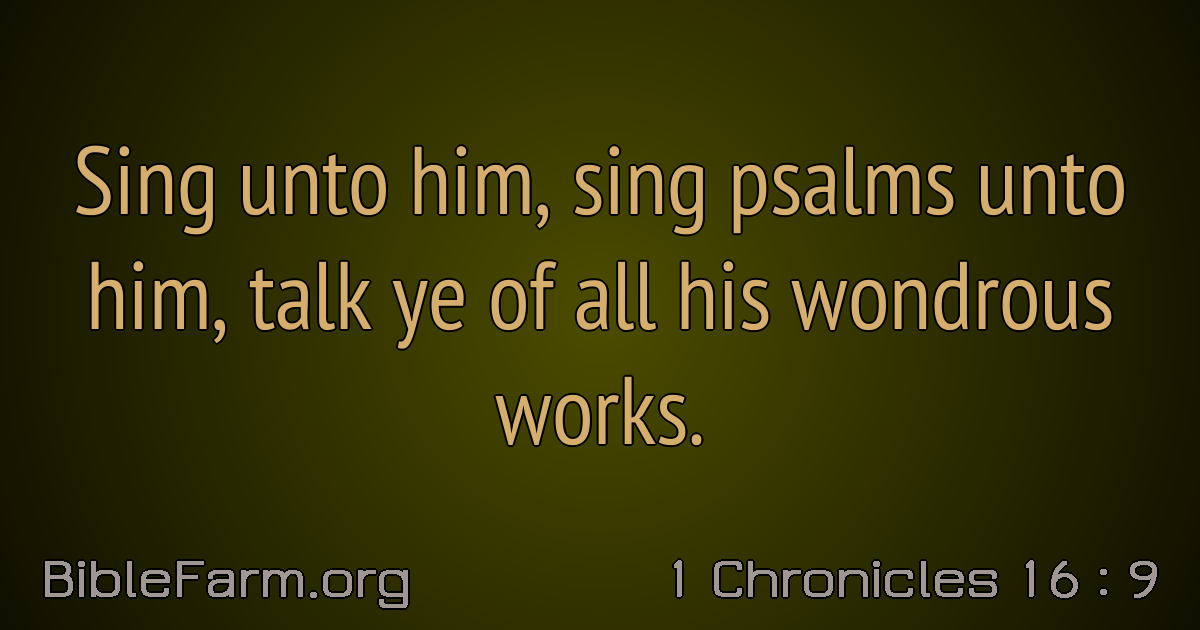 Sing unto him, sing psalms unto
him, talk ye of all his wondrous
works.
BibleFarm.org
1 Chronicles 16 : 9